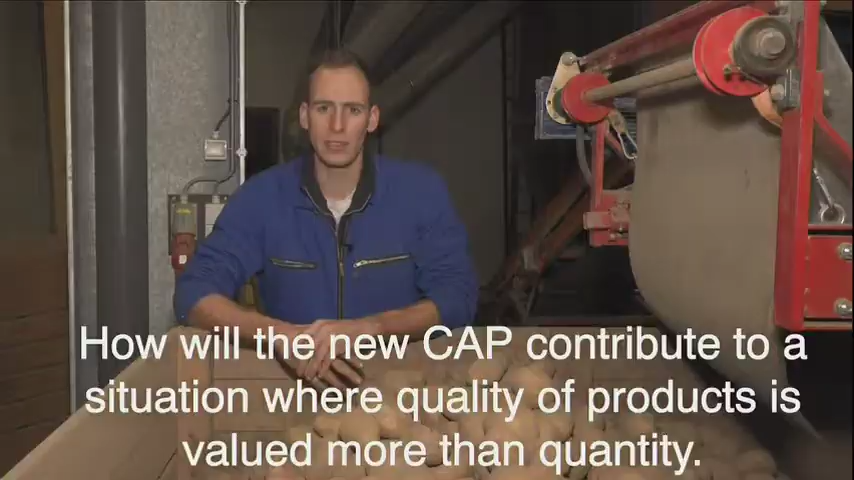 How will the new CAP contribute to a
situation where quality of products is
valued more than quantity.